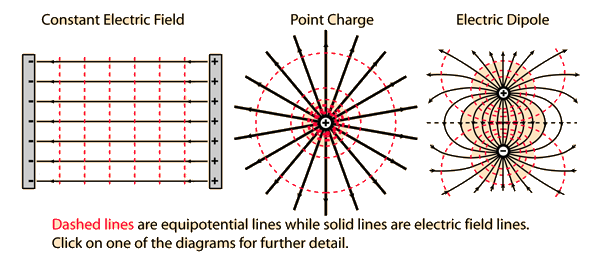 Constant Electric Field
Point Charge
Electric Dipole
- +
- +
- +
- +
- +
- +
- +
+
+
-
Dashed lines are equipotential lines while solid lines are electric field lines.
Click on one of the diagrams for further detail.